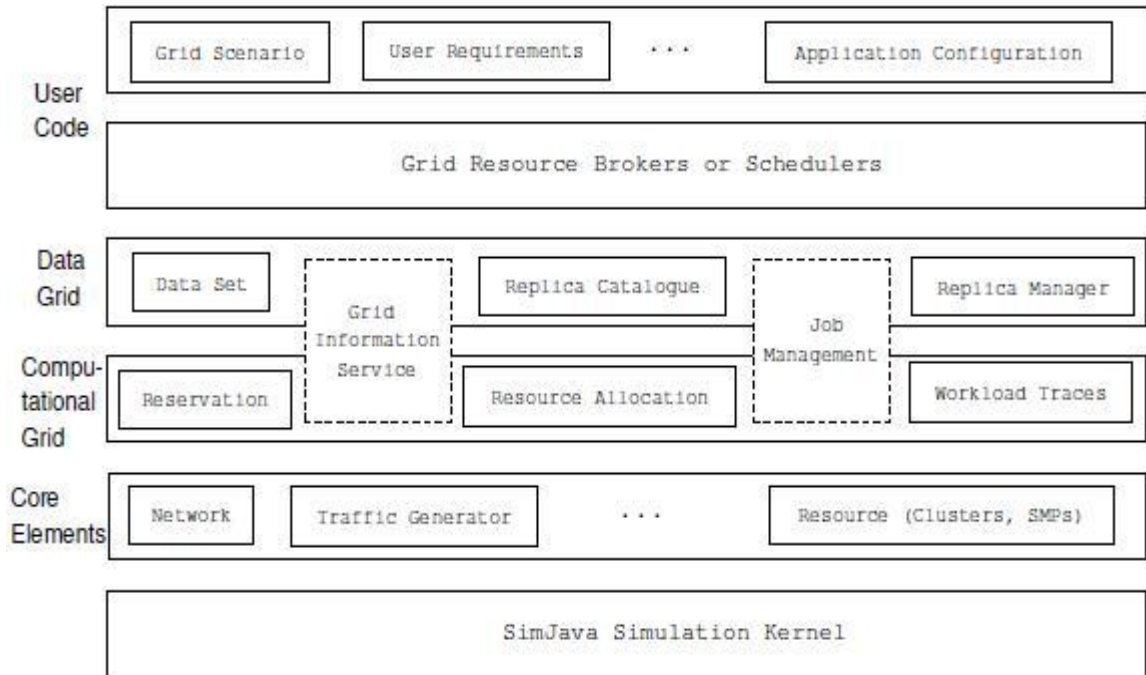 Grid Scenario
User Requirements
...
Application Configuration
User
Code
Grid Resource Brokers or Schedulers
Data
Grid
Data Set
Grid
Information
Service
Replica Catalogue
Job
Management
Replica Manager
Compu-
tational
Grid
Reservation
Resource Allocation
Workload Traces
Core
Elements
Network
Traffic Generator
...
Resource (Clusters, SMPs)
SimJava Simulation Kernel